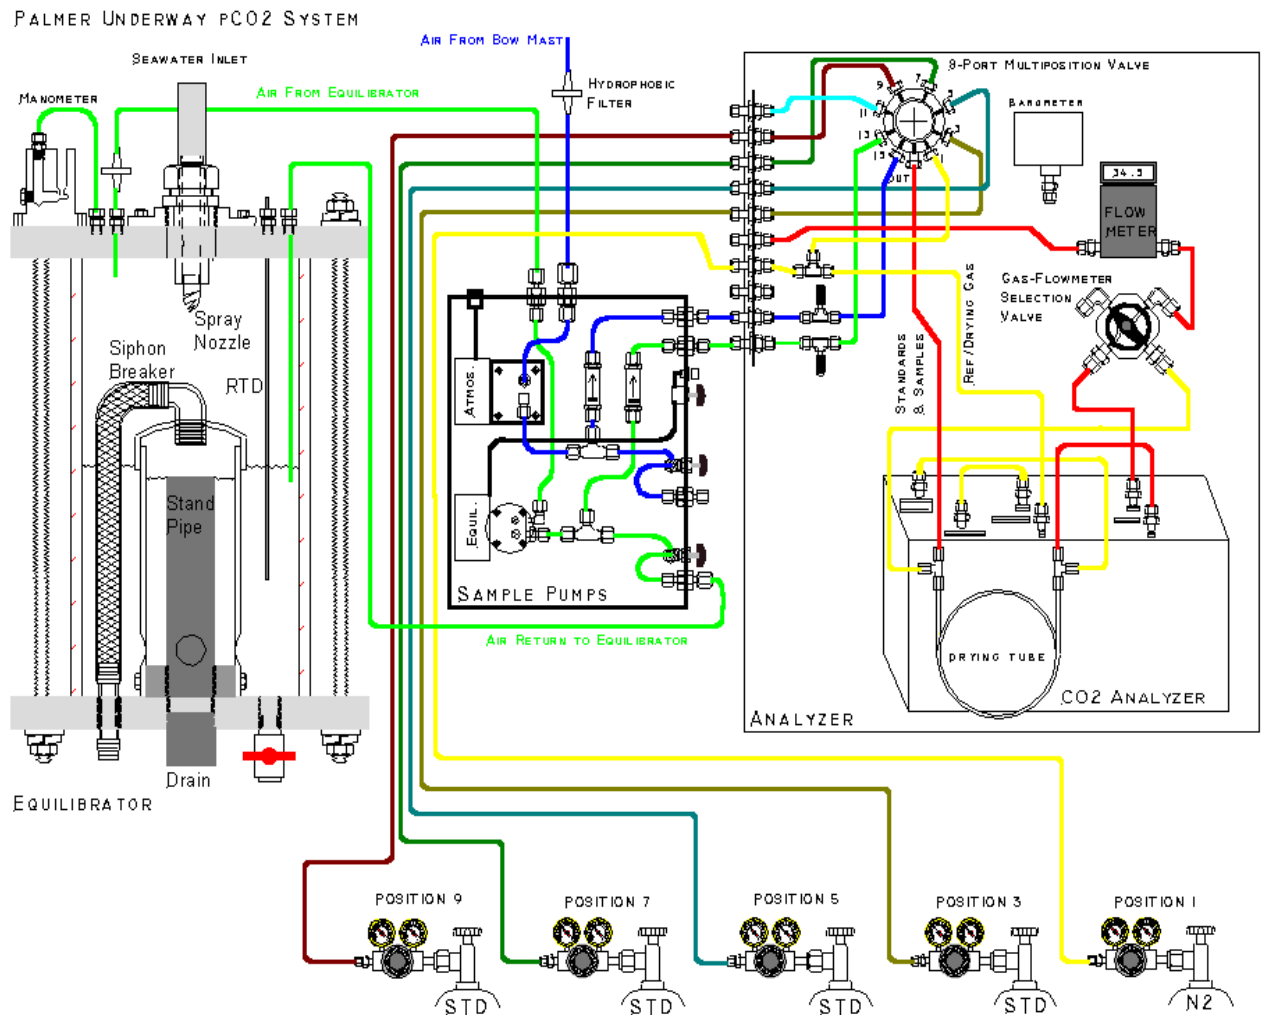 PALMER UNDERWAY PCO2 SYSTEM
AIR FROM BOW MAST
SEAWATER INLET
8-PORT MULTIPOSITION VALVE
MANOMETER
AIR FROM EQUILIBRATOR
HYDROPHOBIC
FILTER
BAROMETER
9
7
5
11
3
13
15
1
OUT
34.5
FLOW
METER
GAS-FLOWMETER
SELECTION
VALVE
Spray
Nozzle
Siphon
Breaker
RTD
ATMOS.
STANDARDS
& SAMPLES
REF/DRYING GAS
Stand
Pipe
EQUIL.
SAMPLE PUMPS
AIR RETURN TO EQUILIBRATOR
DRYING TUBE
CO2 ANALYZER
ANALYZER
Drain
EQUILIBRATOR
POSITION 9
POSITION 7
POSITION 5
POSITION 3
POSITION 1
STD
STD
STD
STD
N2